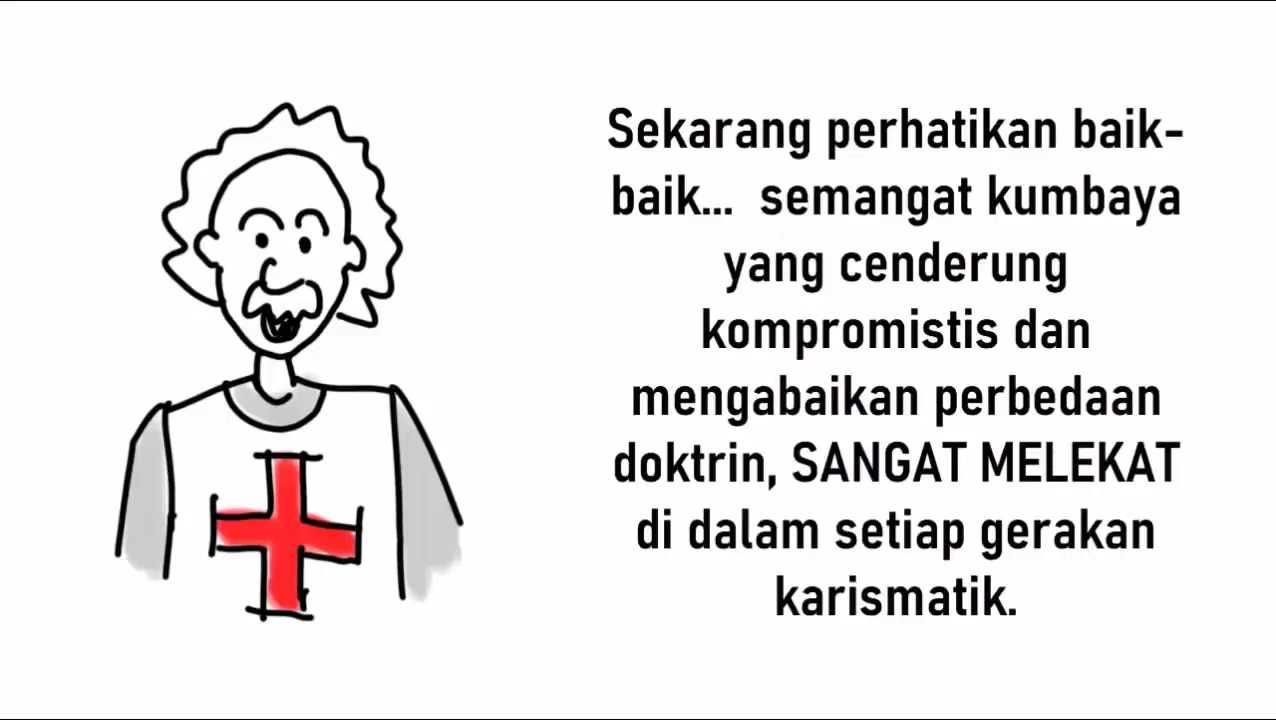 Sekarang perhatikan baik-
baik... semangat kumbaya
yang cenderung
kompromistis dan
mengabaikan perbedaan
doktrin, SANGAT MELEKAT
di dalam setiap gerakan
karismatik.